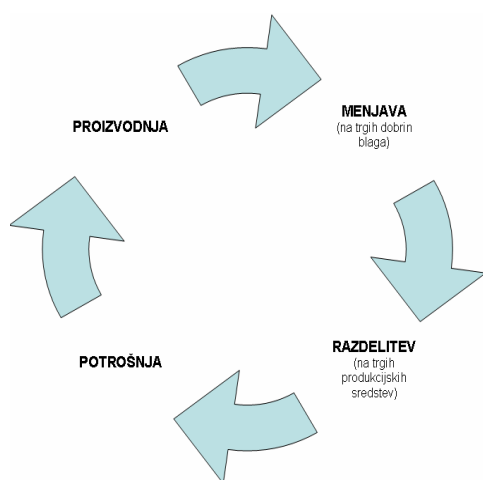 PROIZVODNJA
MENJAVA
(na trgih dobrin
blaga)
RAZDELITEV
(na trgih
produkcijskih
sredstev)
POTROŠNJA